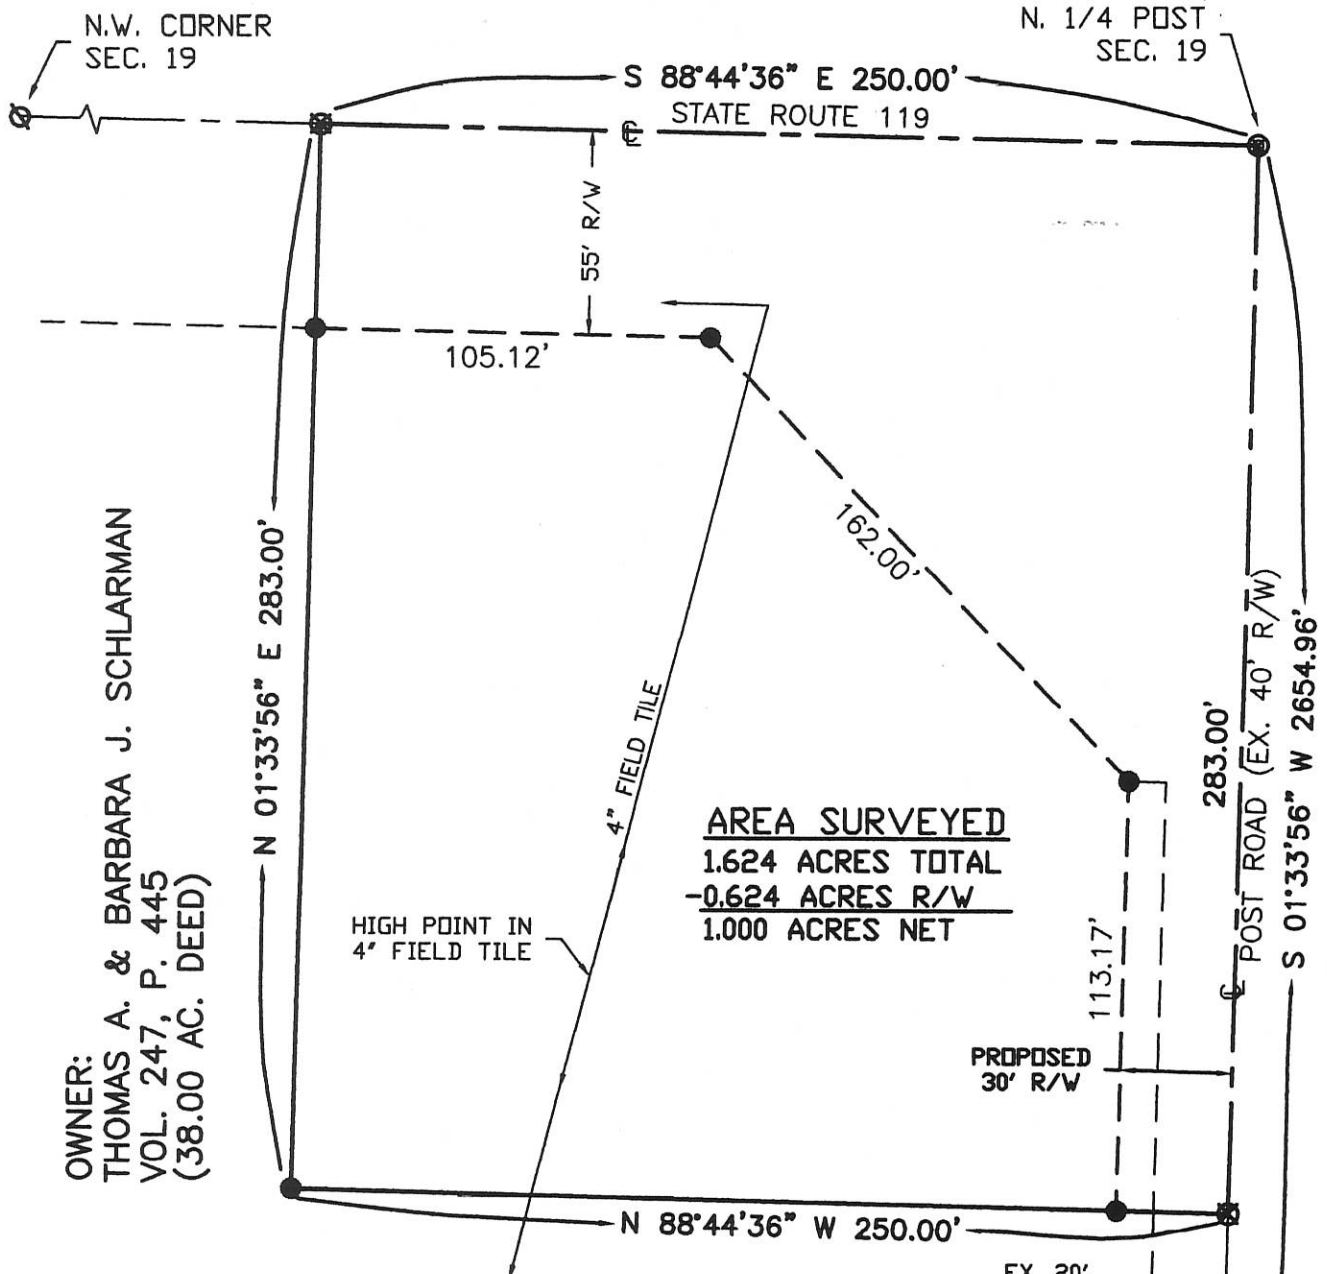 N.W. CORNER
SEC. 19
N. 1/4 POST
SEC. 19
S 88°44'36" E 250.00'
STATE ROUTE 119
℄
55' R/W
105.12'
162.00'
N 01°33'56" E 283.00'
4" FIELD TILE
HIGH POINT IN
4" FIELD TILE
AREA SURVEYED
1.624 ACRES TOTAL
-0.624 ACRES R/W
1.000 ACRES NET
283.00'
℄ POST ROAD (EX. 40' R/W)
S 01°33'56" W 2654.96'
113.17'
PROPOSED
30' R/W
OWNER:
THOMAS A. & BARBARA J. SCHLARMAN
VOL. 247, P. 445
(38.00 AC. DEED)
N 88°44'36" W 250.00'
EX. 20'